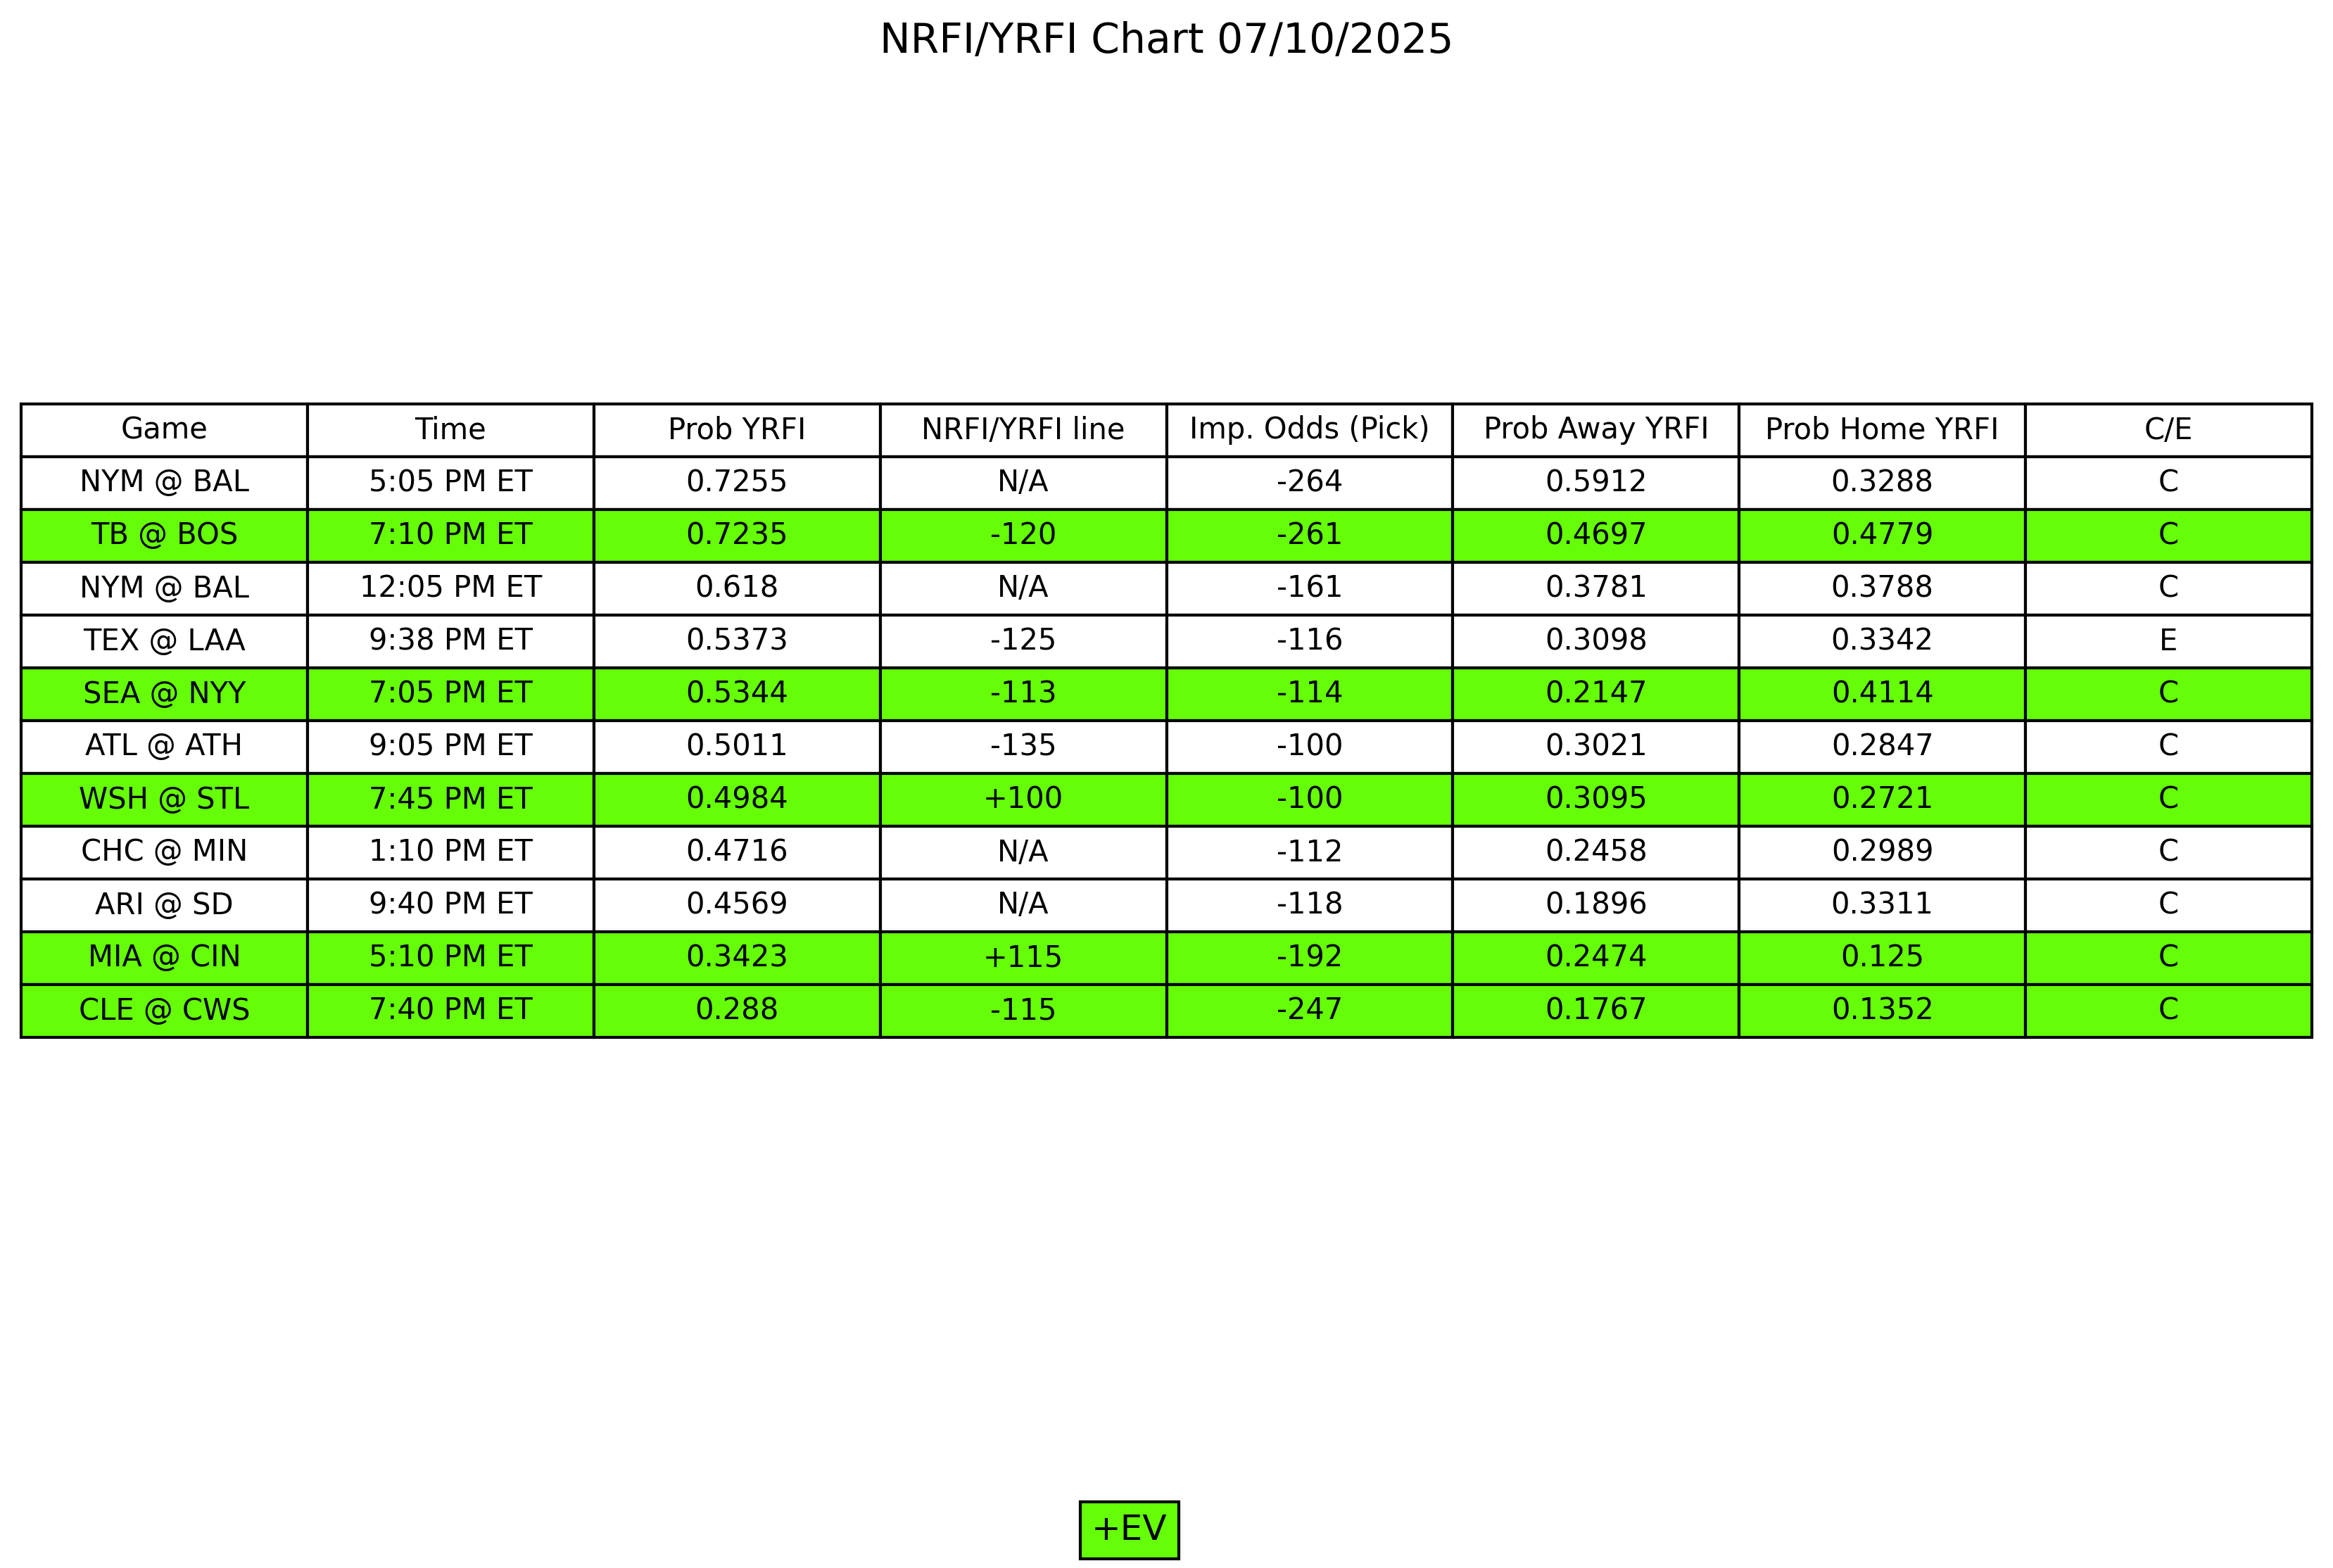 NRFI/YRFI Chart 07/10/2025
Game Time Prob YRFI NRFI/YRFI line Imp. Odds (Pick) Prob Away YRFI Prob Home YRFI C/E
NYM @ BAL 5:05 PM ET 0.7255 N/A -264 0.5912 0.3288 C
TB @ BOS 7:10 PM ET 0.7235 -120 -261 0.4697 0.4779 C
NYM @ BAL 12:05 PM ET 0.618 N/A -161 0.3781 0.3788 C
TEX @ LAA 9:38 PM ET 0.5373 -125 -116 0.3098 0.3342 E
SEA @ NYY 7:05 PM ET 0.5344 -113 -114 0.2147 0.4114 C
ATL @ ATH 9:05 PM ET 0.5011 -135 -100 0.3021 0.2847 C
WSH @ STL 7:45 PM ET 0.4984 +100 -100 0.3095 0.2721 C
CHC @ MIN 1:10 PM ET 0.4716 N/A -112 0.2458 0.2989 C
ARI @ SD 9:40 PM ET 0.4569 N/A -118 0.1896 0.3311 C
MIA @ CIN 5:10 PM ET 0.3423 +115 -192 0.2474 0.125 C
CLE @ CWS 7:40 PM ET 0.288 -115 -247 0.1767 0.1352 C
+EV